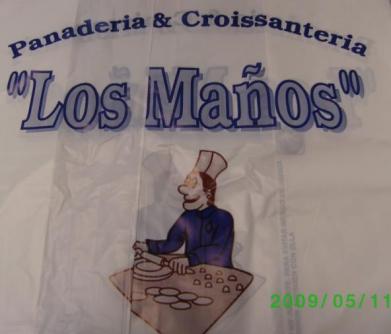 Panaderia & Croissanteria
"Los Maños"
2009/05/11